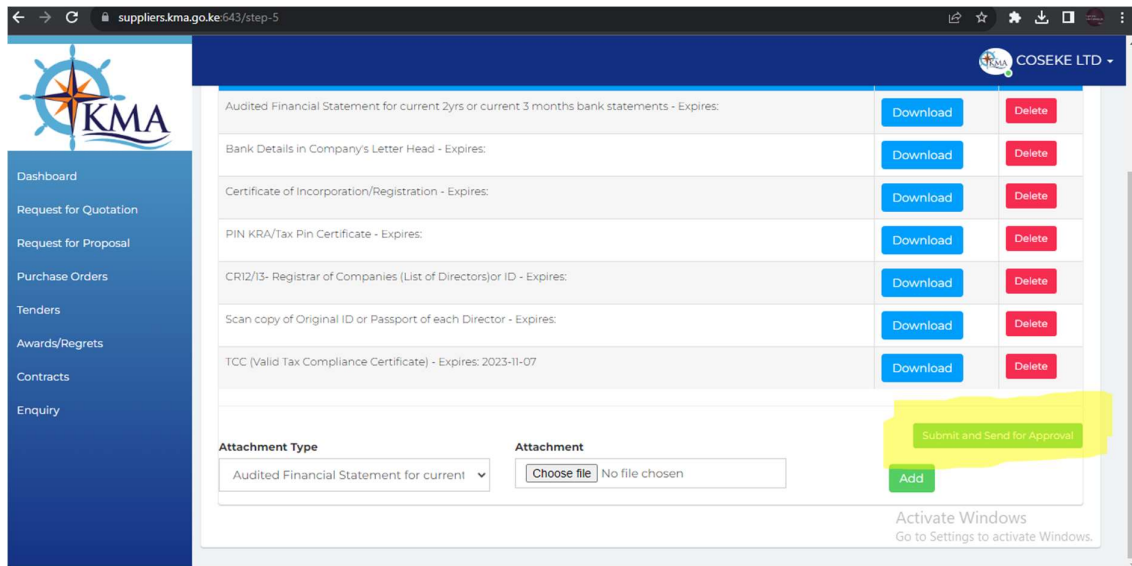 suppliers.kma.go.ke:643/step-5
KMA
KMA COSEKE LTD
Dashboard
Request for Quotation
Request for Proposal
Purchase Orders
Tenders
Awards/Regrets
Contracts
Enquiry
Audited Financial Statement for current 2yrs or current 3 months bank statements - Expires: Download Delete
Bank Details in Company's Letter Head - Expires: Download Delete
Certificate of Incorporation/Registration - Expires: Download Delete
PIN KRA/Tax Pin Certificate - Expires: Download Delete
CR12/13- Registrar of Companies (List of Directors)or ID - Expires: Download Delete
Scan copy of Original ID or Passport of each Director - Expires: Download Delete
TCC (Valid Tax Compliance Certificate) - Expires: 2023-11-07 Download Delete
Submit and Send for Approval
Attachment Type Attachment
Audited Financial Statement for current Choose file No file chosen Add
Activate Windows
Go to Settings to activate Windows.